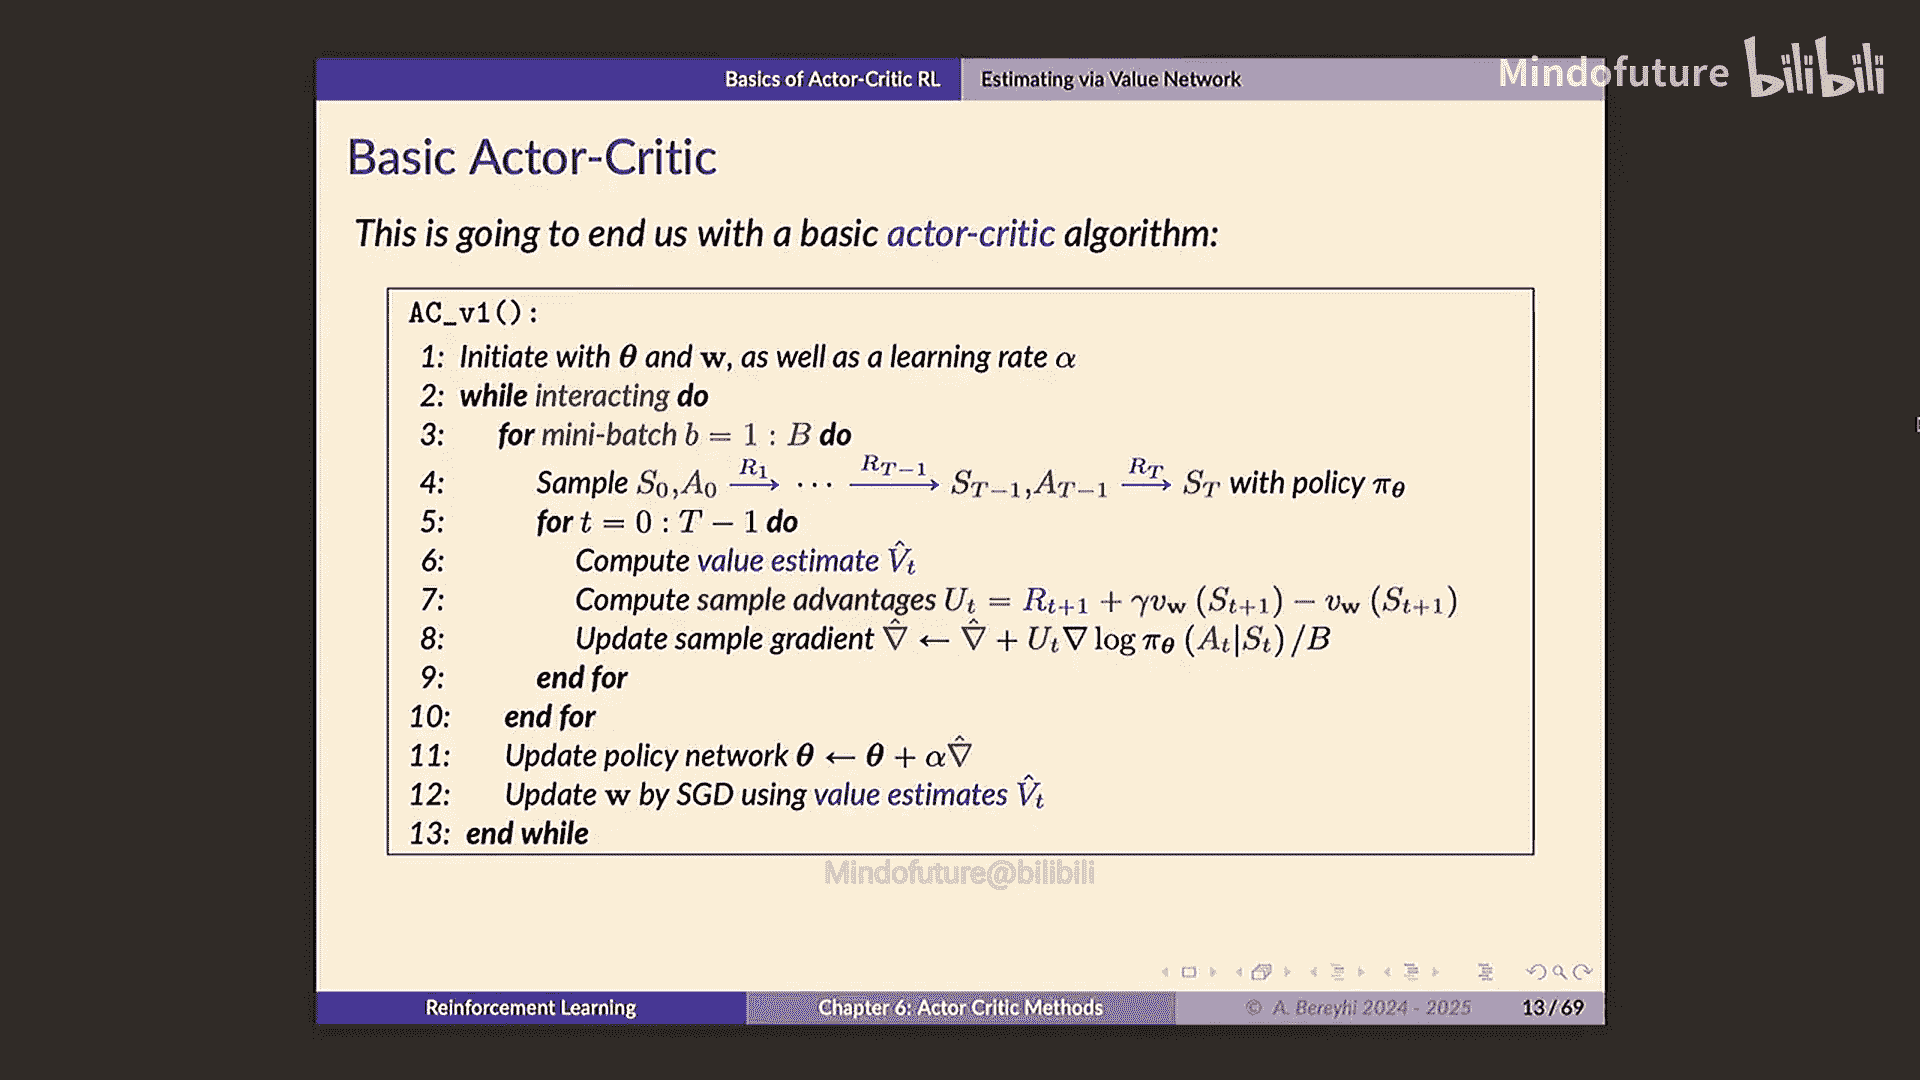 Basics of Actor-Critic RL Estimating via Value Network
Mindofuture bilibili
Basic Actor-Critic
This is going to end us with a basic actor-critic algorithm:
AC_v1():
1: Initiate with θ and w, as well as a learning rate α
2: while interacting do
3: for mini-batch b = 1 : B do
4: Sample S_0, A_0 \xrightarrow{R_1} ⋯ \xrightarrow{R_{T−1}} S_{T−1}, A_{T−1} \xrightarrow{R_T} S_T with policy π_θ
5: for t = 0 : T − 1 do
6: Compute value estimate V̂_t
7: Compute sample advantages U_t = R_{t+1} + γv_w (S_{t+1}) − v_w (S_{t+1})
8: Update sample gradient ∇̂ ← ∇̂ + U_t∇ log π_θ (A_t|S_t) /B
9: end for
10: end for
11: Update policy network θ ← θ + α∇̂
12: Update w by SGD using value estimates V̂_t
13: end while
Mindofuture@bilibili
Reinforcement Learning Chapter 6: Actor Critic Methods © A. Bereyhi 2024 - 2025 13 / 69